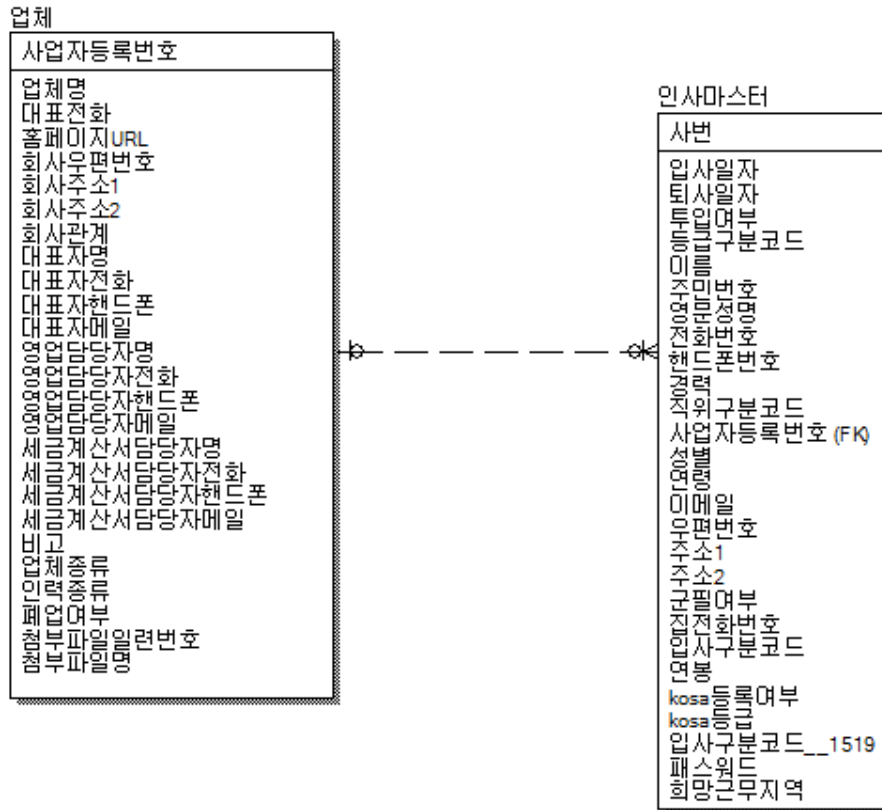 업체
사업자등록번호
업체명
대표전화
홈페이지URL
회사우편번호
회사주소1
회사주소2
회사관계
대표자명
대표자전화
대표자핸드폰
대표자메일
영업담당자명
영업담당자전화
영업담당자핸드폰
영업담당자메일
세금계산서담당자명
세금계산서담당자전화
세금계산서담당자핸드폰
세금계산서담당자메일
비고
업체종류
인력종류
폐업여부
첨부파일일련번호
첨부파일명
인사마스터
사번
입사일자
퇴사일자
투입여부
등급구분코드
이름
주민번호
영문성명
전화번호
핸드폰번호
경력
직위구분코드
사업자등록번호 (FK)
성별
연령
이메일
우편번호
주소1
주소2
군필여부
집전화번호
입사구분코드
연봉
kosa등록여부
kosa등급
입사구분코드__1519
패스워드
희망근무지역